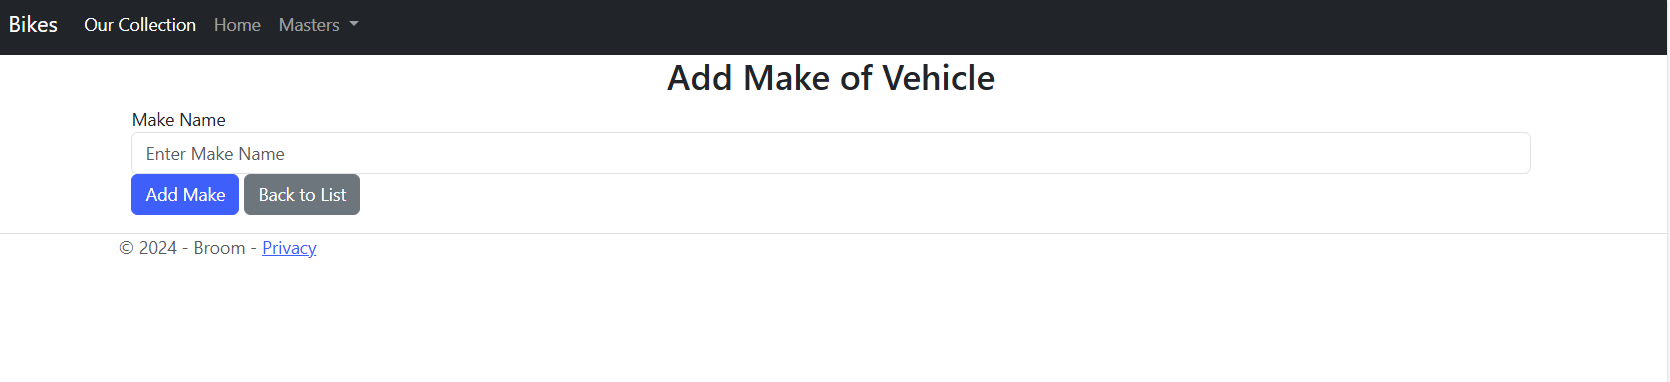 Bikes Our Collection Home Masters
Add Make of Vehicle
Make Name
Enter Make Name
Add Make Back to List
© 2024 - Broom - Privacy